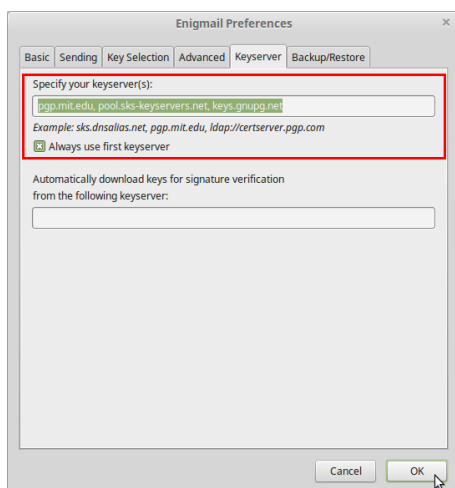 Enigmail Preferences
Basic Sending Key Selection Advanced Keyserver Backup/Restore
Specify your keyserver(s):
pgp.mit.edu, pool.sks-keyservers.net, keys.gnupg.net
Example: sks.dnsalias.net, pgp.mit.edu, ldap://certserver.pgp.com
Always use first keyserver
Automatically download keys for signature verification
from the following keyserver:
Cancel OK